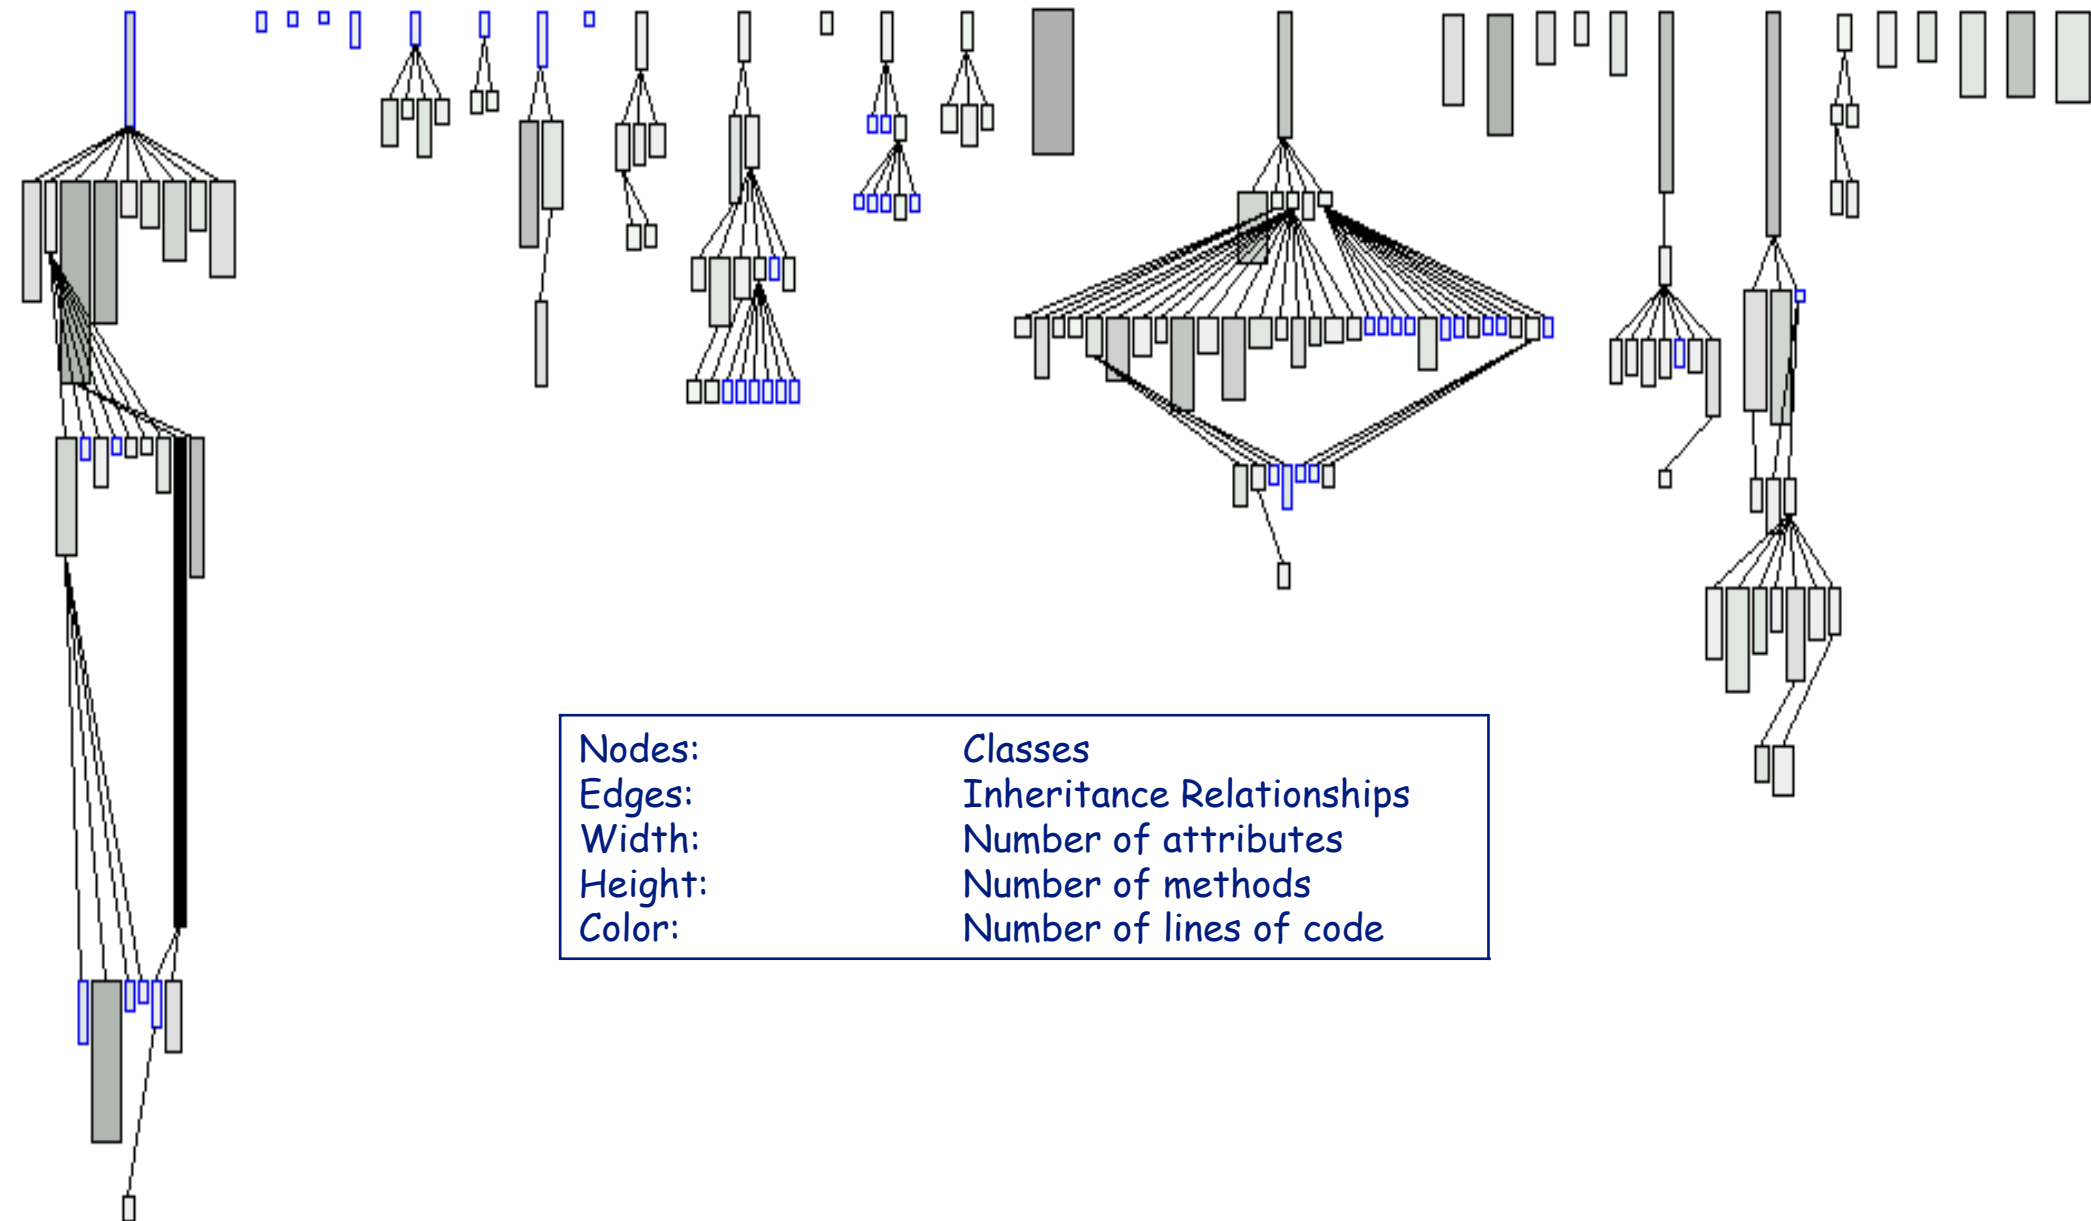 Nodes: Classes
Edges: Inheritance Relationships
Width: Number of attributes
Height: Number of methods
Color: Number of lines of code